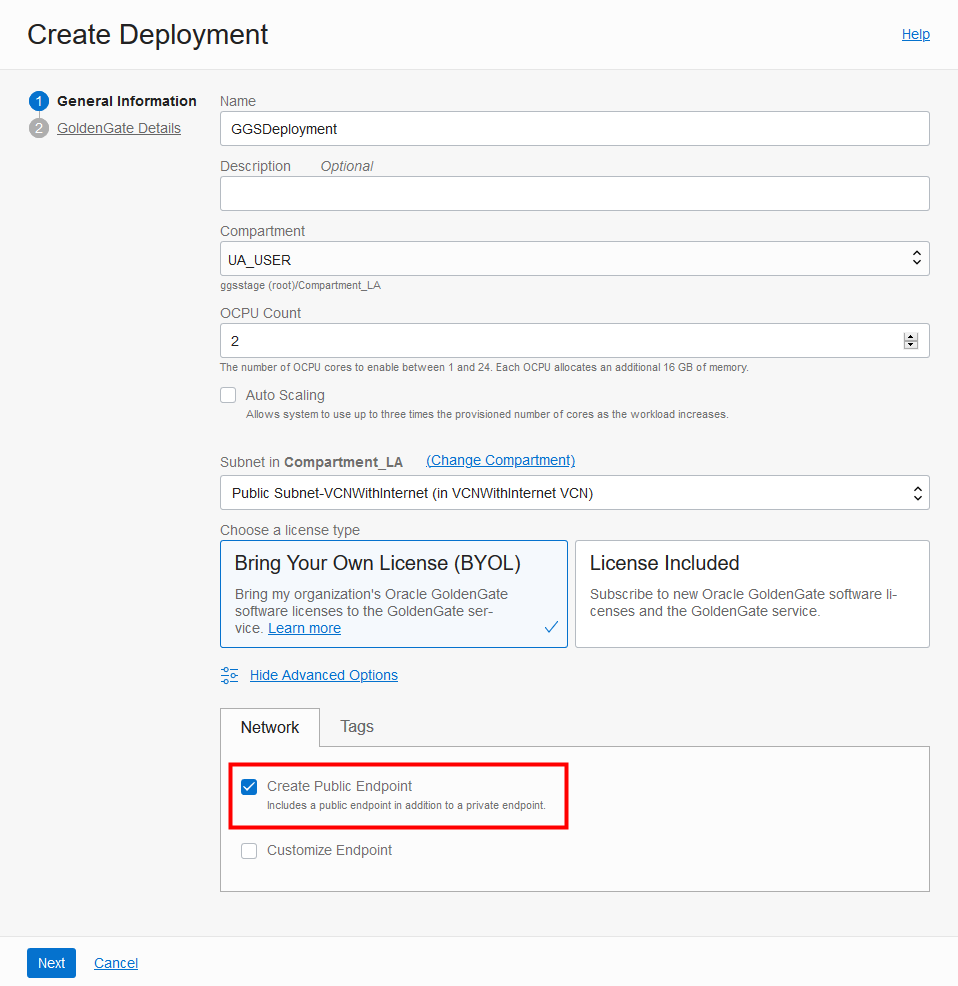 Create Deployment
Help
1 General Information
2 GoldenGate Details
Name
GGSDeployment
Description Optional
Compartment
UA_USER
ggsstage (root)/Compartment_LA
OCPU Count
2
The number of OCPU cores to enable between 1 and 24. Each OCPU allocates an additional 16 GB of memory.
Auto Scaling
Allows system to use up to three times the provisioned number of cores as the workload increases.
Subnet in Compartment_LA (Change Compartment)
Public Subnet-VCNWithInternet (in VCNWithInternet VCN)
Choose a license type
Bring Your Own License (BYOL)
Bring my organization's Oracle GoldenGate
software licenses to the GoldenGate ser-
vice. Learn more
License Included
Subscribe to new Oracle GoldenGate software li-
censes and the GoldenGate service.
Hide Advanced Options
Network
Tags
Create Public Endpoint
Includes a public endpoint in addition to a private endpoint.
Customize Endpoint
Next
Cancel